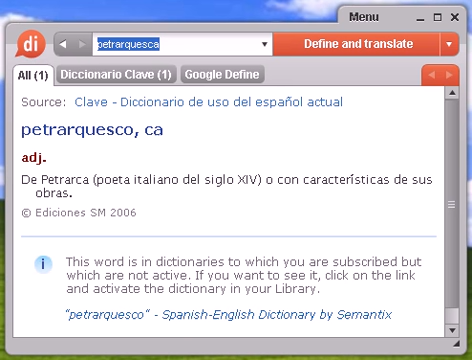 Menu
di
petrarquesca
Define and translate
All (1)
Diccionario Clave (1)
Google Define
Source: Clave - Diccionario de uso del español actual
petrarquesco, ca
adj.
De Petrarca (poeta italiano del siglo XIV) o con características de sus
obras.
© Ediciones SM 2006
i
This word is in dictionaries to which you are subscribed but
which are not active. If you want to see it, click on the link
and activate the dictionary in your Library.
"petrarquesco" - Spanish-English Dictionary by Semantix